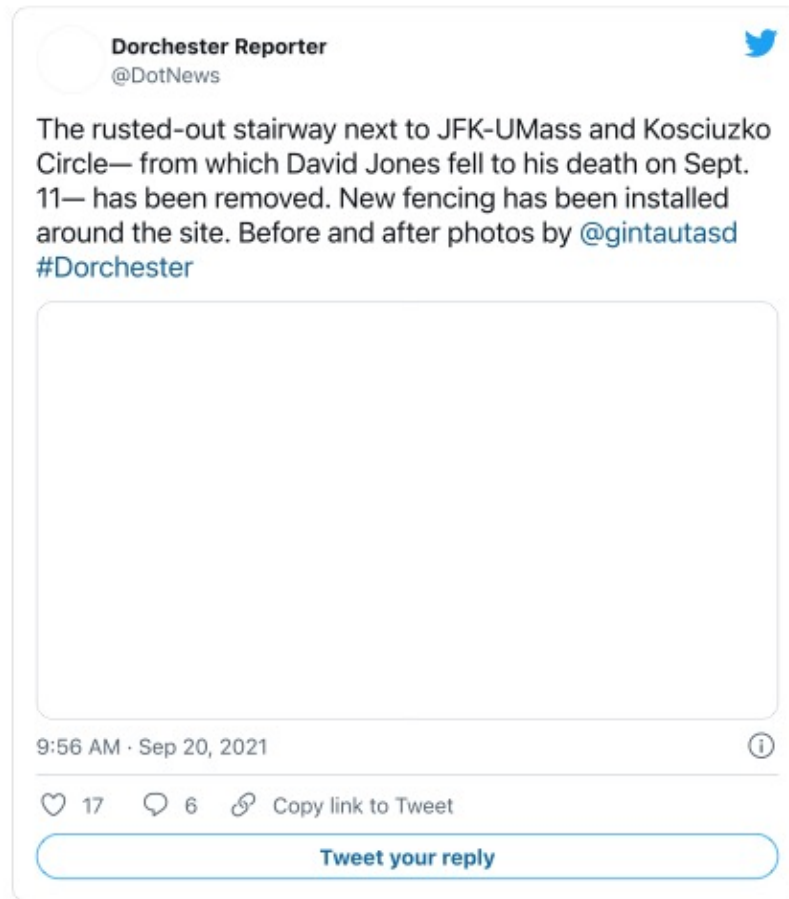 Dorchester Reporter
@DotNews
The rusted-out stairway next to JFK-UMass and Kosciuzko
Circle— from which David Jones fell to his death on Sept.
11— has been removed. New fencing has been installed
around the site. Before and after photos by @gintautasd
#Dorchester
9:56 AM · Sep 20, 2021
17 6 Copy link to Tweet
Tweet your reply